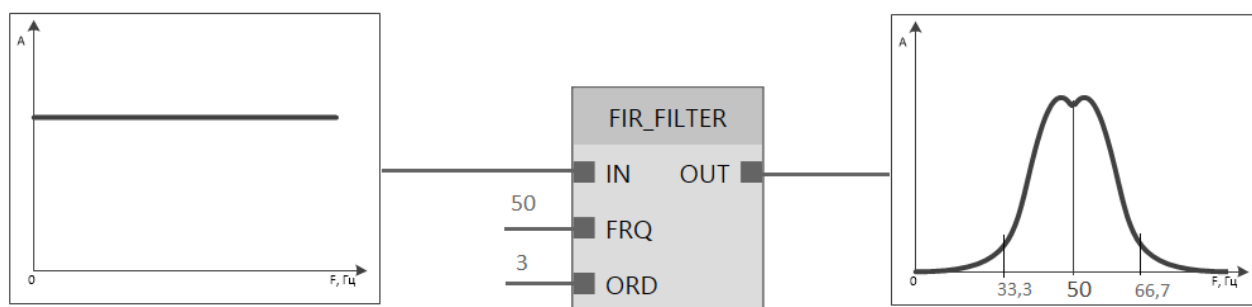 A
0
F, Гц
FIR_FILTER
IN OUT
50
FRQ
3
ORD
A
0
33,3 50 66,7
F, Гц